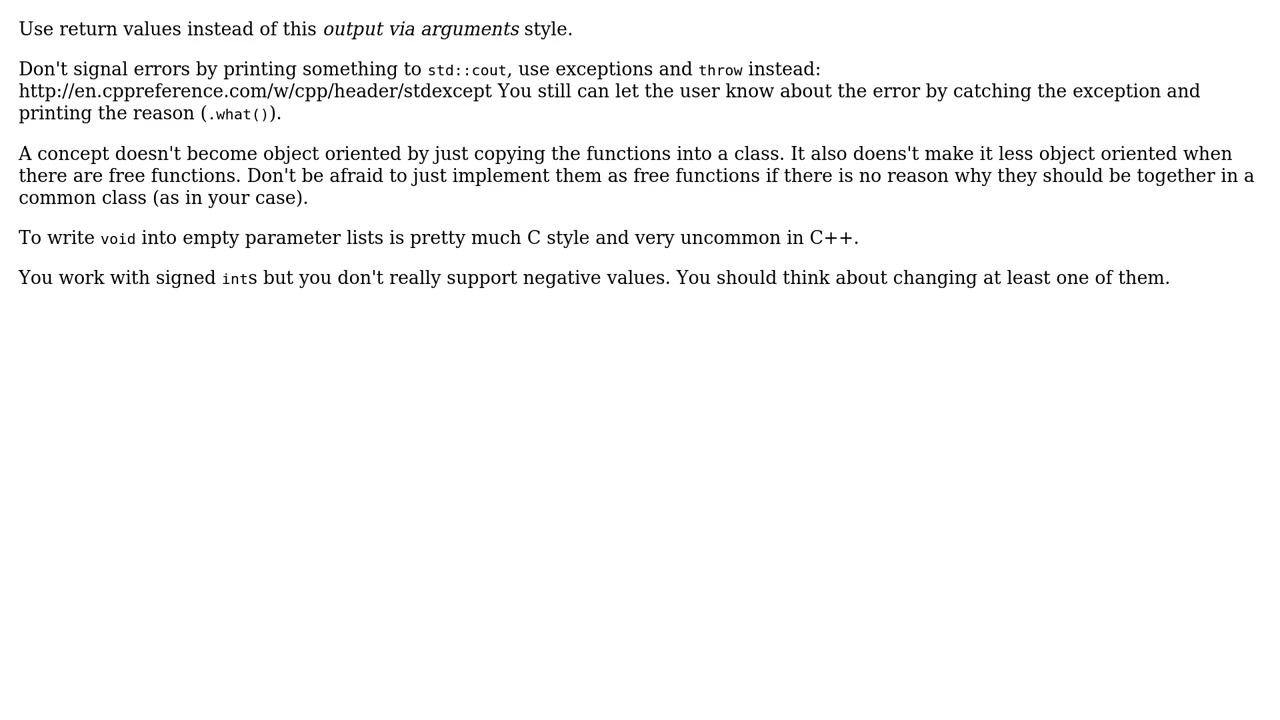 Use return values instead of this output via arguments style.
Don't signal errors by printing something to std::cout, use exceptions and throw instead:
http://en.cppreference.com/w/cpp/header/stdexcept You still can let the user know about the error by catching the exception and
printing the reason (.what()).
A concept doesn't become object oriented by just copying the functions into a class. It also doens't make it less object oriented when
there are free functions. Don't be afraid to just implement them as free functions if there is no reason why they should be together in a
common class (as in your case).
To write void into empty parameter lists is pretty much C style and very uncommon in C++.
You work with signed ints but you don't really support negative values. You should think about changing at least one of them.